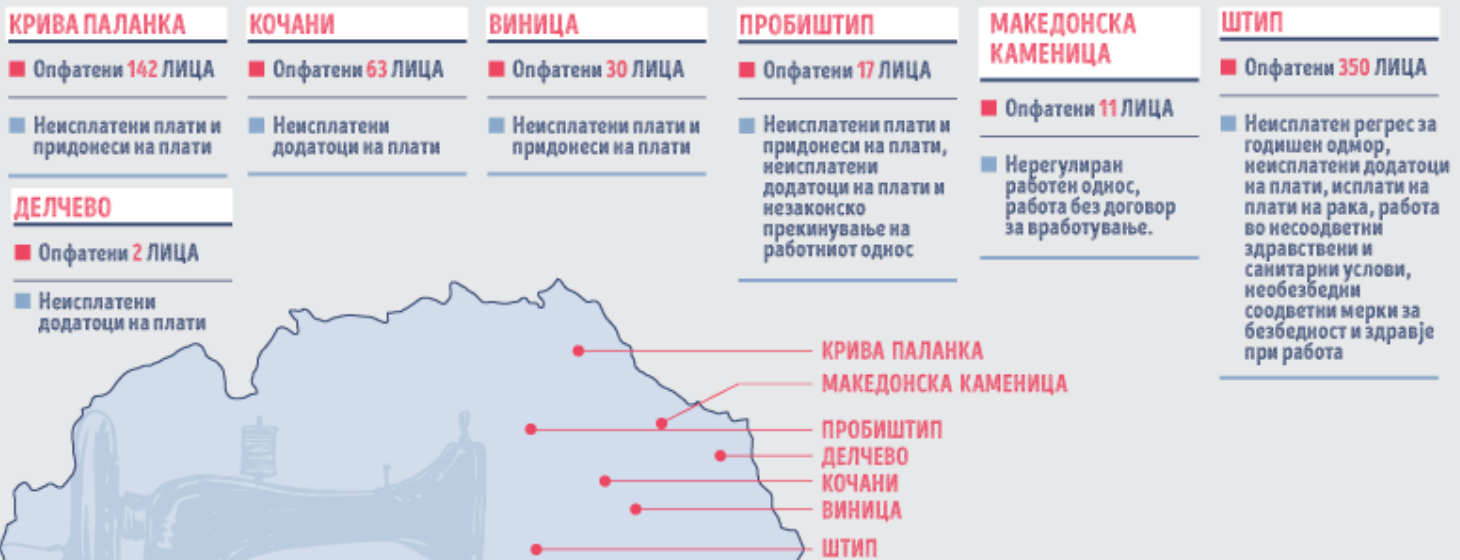 КРИВА ПАЛАНКА
Опфатени 142 ЛИЦА
Неисплатени плати и
придонеси на плати
КОЧАНИ
Опфатени 63 ЛИЦА
Неисплатени
додатоци на плати
ВИНИЦА
Опфатени 30 ЛИЦА
Неисплатени плати и
придонеси на плати
ПРОБИШТИП
Опфатени 17 ЛИЦА
Неисплатени плати и
придонеси на плати,
неисплатени
додатоци на плати и
незаконско
прекинување на
работниот однос
МАКЕДОНСКА
КАМЕНИЦА
Опфатени 11 ЛИЦА
Нерегулиран
работен однос,
работа без договор
за вработување.
ШТИП
Опфатени 350 ЛИЦА
Неисплатен регрес за
годишен одмор,
неисплатени додатоци
на плати, исплати на
плати на рака, работа
во несоодветни
здравствени и
санитарни услови,
необезбедни
соодветни мерки за
безбедност и здравје
при работа
ДЕЛЧЕВО
Опфатени 2 ЛИЦА
Неисплатени
додатоци на плати
КРИВА ПАЛАНКА
МАКЕДОНСКА КАМЕНИЦА
ПРОБИШТИП
ДЕЛЧЕВО
КОЧАНИ
ВИНИЦА
ШТИП